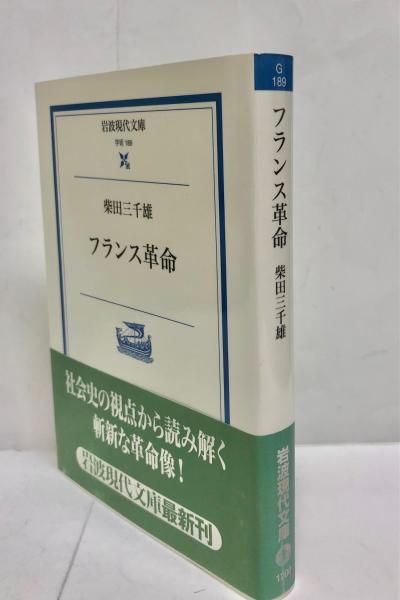 岩波現代文庫
学術 189
柴田三千雄
フランス革命
社会史の視点から読み解く
斬新な革命像!
岩波現代文庫最新刊
G
189
フランス革命
柴田三千雄
岩波現代文庫